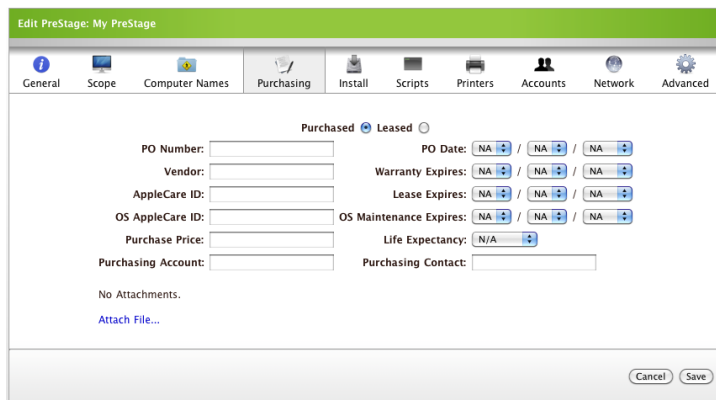 Edit PreStage: My PreStage
General Scope Computer Names Purchasing Install Scripts Printers Accounts Network Advanced
Purchased Leased
PO Number: PO Date: NA / NA / NA
Vendor: Warranty Expires: NA / NA / NA
AppleCare ID: Lease Expires: NA / NA / NA
OS AppleCare ID: OS Maintenance Expires: NA / NA / NA
Purchase Price: Life Expectancy: N/A
Purchasing Account: Purchasing Contact:
No Attachments.
Attach File...
Cancel Save